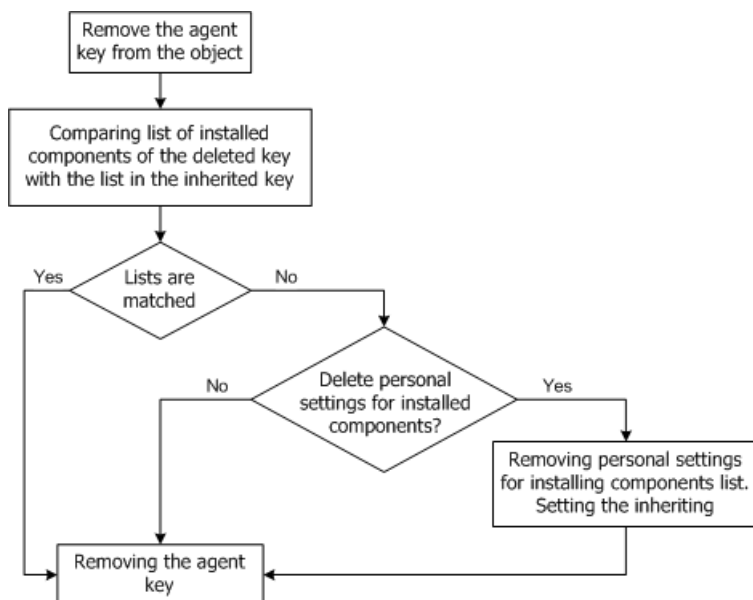 Remove the agent
key from the object
Comparing list of installed
components of the deleted key
with the list in the inherited key
Yes
Lists are
matched
No
No
Delete personal
settings for installed
components?
Yes
Removing personal settings
for installing components list.
Setting the inheriting
Removing the agent
key